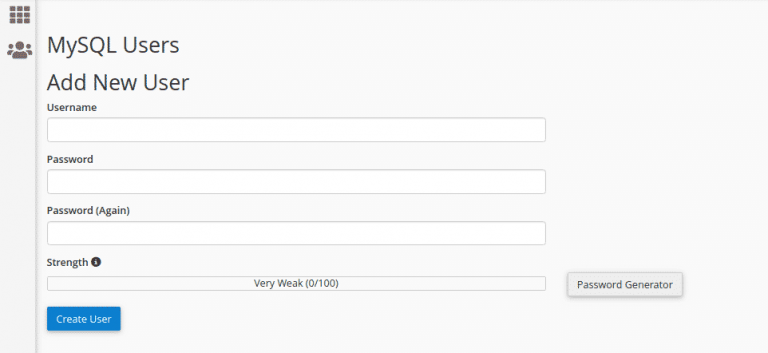 MySQL Users
Add New User
Username
Password
Password (Again)
Strength
Very Weak (0/100)
Password Generator
Create User